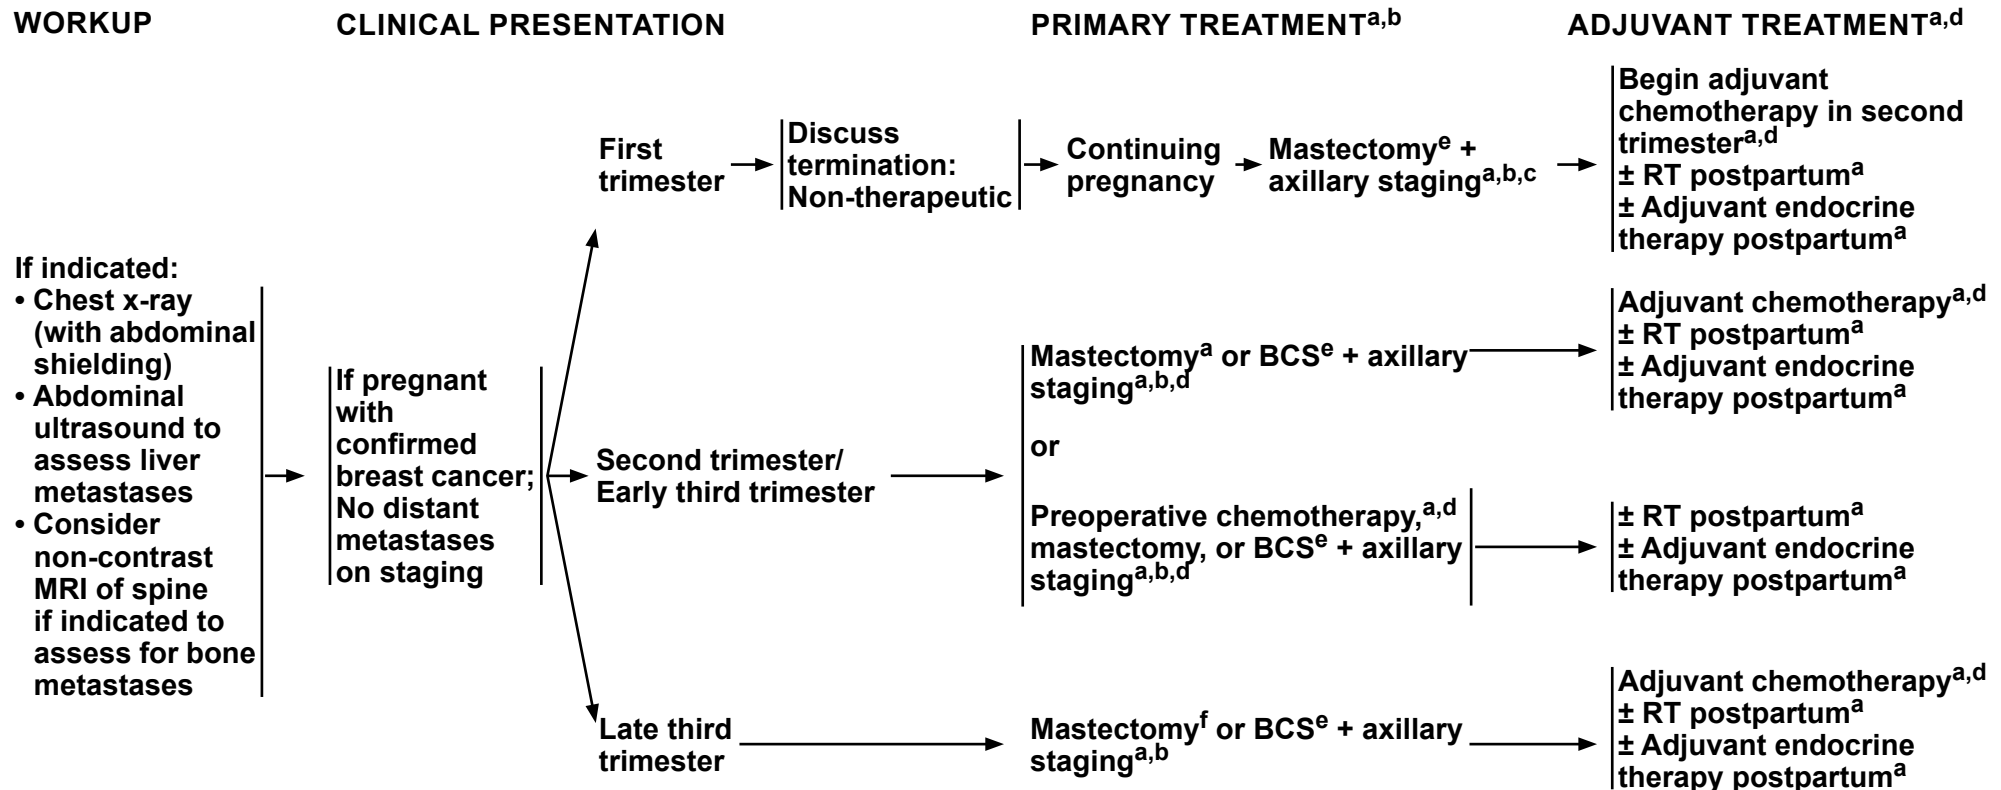 WORKUP
CLINICAL PRESENTATION
PRIMARY TREATMENTa,b
ADJUVANT TREATMENTa,d
If indicated:
• Chest x-ray
(with abdominal
shielding)
• Abdominal
ultrasound to
assess liver
metastases
• Consider
non-contrast
MRI of spine
if indicated to
assess for bone
metastases
If pregnant
with
confirmed
breast cancer;
No distant
metastases
on staging
First
trimester
Discuss
termination:
Non-therapeutic
Continuing
pregnancy
Mastectomye +
axillary staginga,b,c
Begin adjuvant
chemotherapy in second
trimestera,d
± RT postpartuma
± Adjuvant endocrine
therapy postpartuma
Second trimester/
Early third trimester
Mastectomya or BCSe + axillary
staginga,b,d
or
Preoperative chemotherapy,a,d
mastectomy, or BCSe + axillary
staginga,b,d
Adjuvant chemotherapya,d
± RT postpartuma
± Adjuvant endocrine
therapy postpartuma
± RT postpartuma
± Adjuvant endocrine
therapy postpartuma
Late third
trimester
Mastectomyf or BCSe + axillary
staginga,b
Adjuvant chemotherapya,d
± RT postpartuma
± Adjuvant endocrine
therapy postpartuma